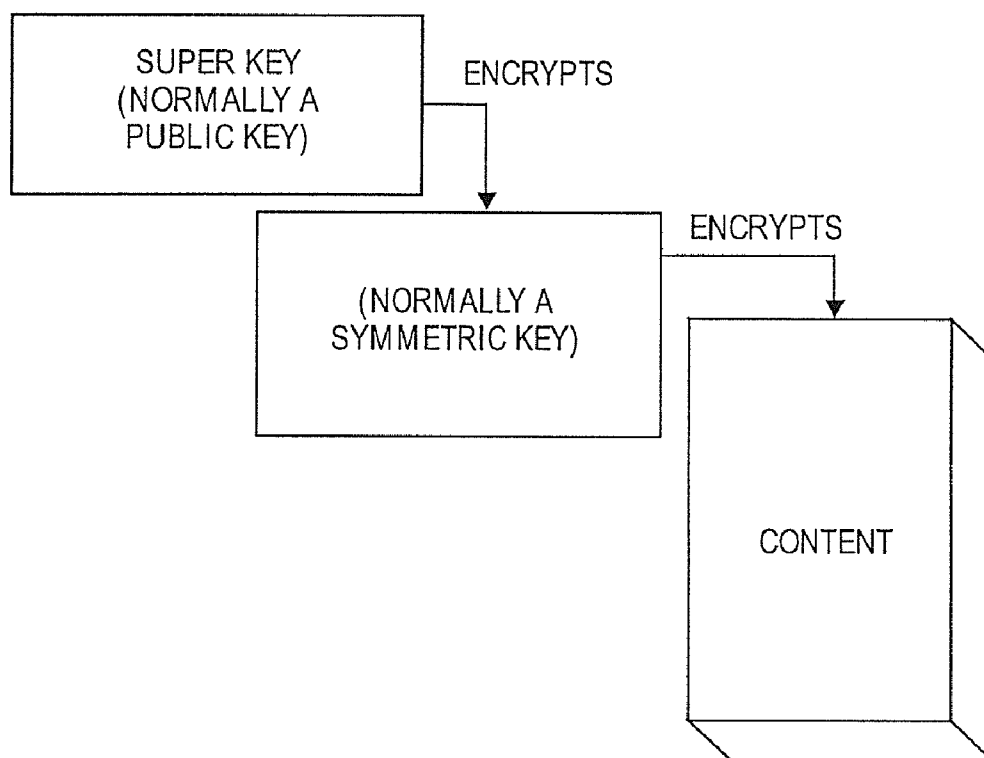 SUPER KEY
(NORMALLY A
PUBLIC KEY)
ENCRYPTS
(NORMALLY A
SYMMETRIC KEY)
ENCRYPTS
CONTENT